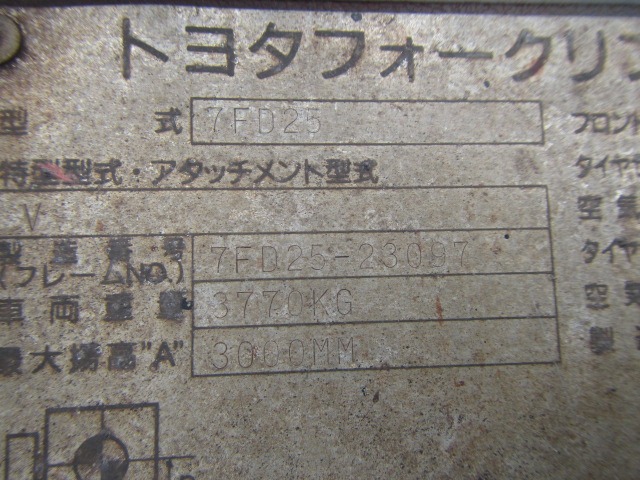 トヨタフォークリフ
型式 7FD25 フロント
特型型式・アタッチメント型式 タイヤ
V 空気
製造番号 7FD25-23097 タイヤ
(フレームNO.)
車両重量 3770KG 空気
最大揚高"A" 3000MM 製